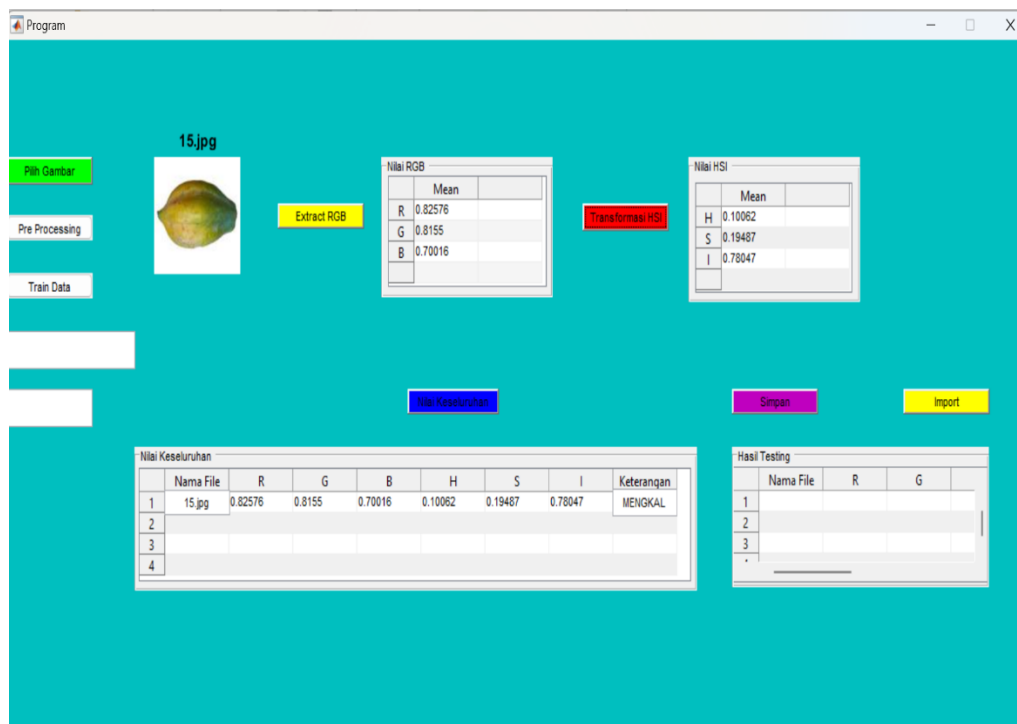 Program
15.jpg
Pilih Gambar
Pre Processing
Train Data
Extract RGB
Nilai RGB
Mean
R 0.82576
G 0.8155
B 0.70016
Transformasi HSI
Nilai HSI
Mean
H 0.10062
S 0.19487
I 0.78047
Nilai Keseluruhan
Simpan
Import
Nilai Keseluruhan
Nama File R G B H S I Keterangan
1 15.jpg 0.82576 0.8155 0.70016 0.10062 0.19487 0.78047 MENGKAL
2
3
4
Hasil Testing
Nama File R G
1
2
3